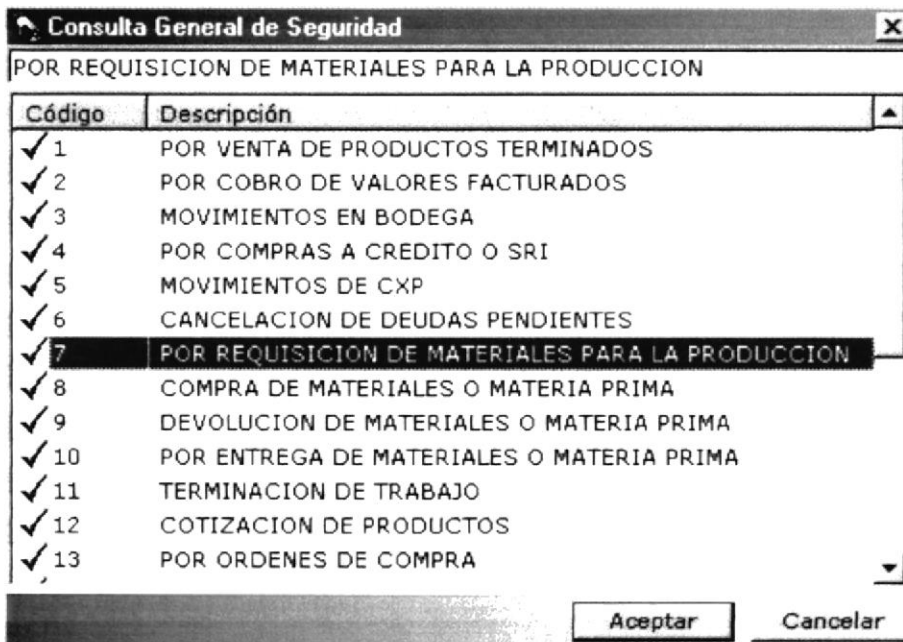 Consulta General de Seguridad
POR REQUISICION DE MATERIALES PARA LA PRODUCCION
Código Descripción
1 POR VENTA DE PRODUCTOS TERMINADOS
2 POR COBRO DE VALORES FACTURADOS
3 MOVIMIENTOS EN BODEGA
4 POR COMPRAS A CREDITO O SRI
5 MOVIMIENTOS DE CXP
6 CANCELACION DE DEUDAS PENDIENTES
7 POR REQUISICION DE MATERIALES PARA LA PRODUCCION
8 COMPRA DE MATERIALES O MATERIA PRIMA
9 DEVOLUCION DE MATERIALES O MATERIA PRIMA
10 POR ENTREGA DE MATERIALES O MATERIA PRIMA
11 TERMINACION DE TRABAJO
12 COTIZACION DE PRODUCTOS
13 POR ORDENES DE COMPRA
Aceptar Cancelar